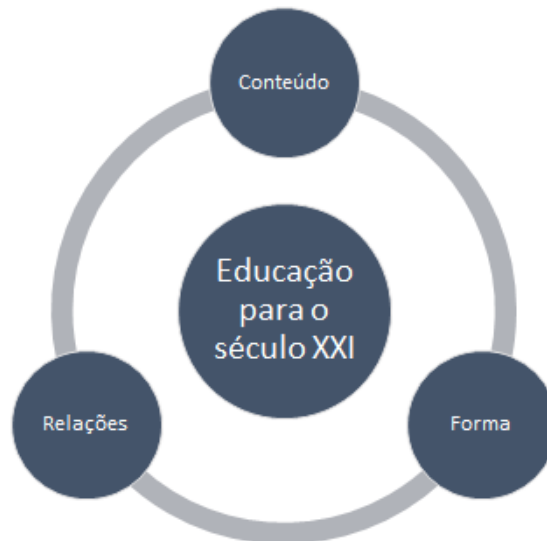 Conteúdo
Educação
para o
século XXI
Relações
Forma